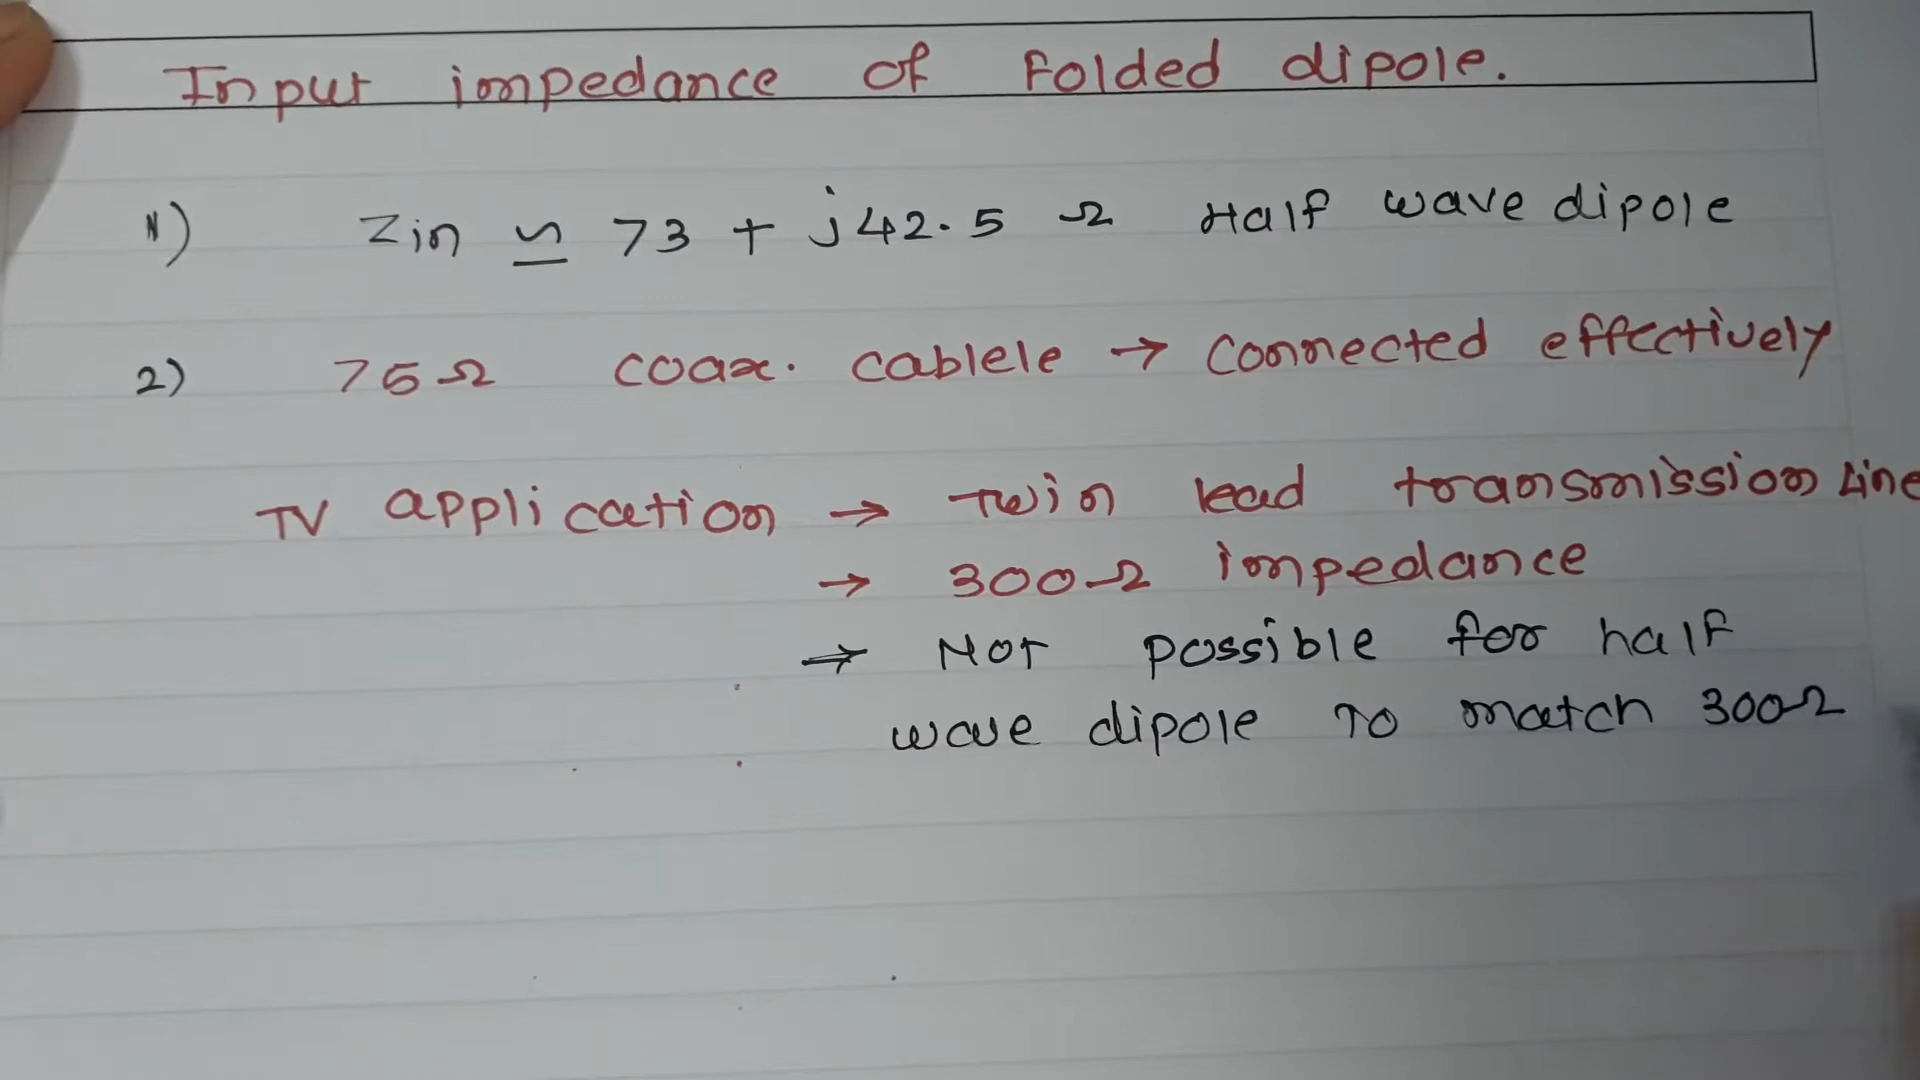 Input impedance of Folded dipole.
1) Zin ≃ 73 + j42.5 Ω Half wave dipole
2) 75Ω coax. cablele → connected effectively
TV application → Twin lead transmission Line
→ 300Ω impedance
→ Not possible for half
wave dipole To match 300Ω